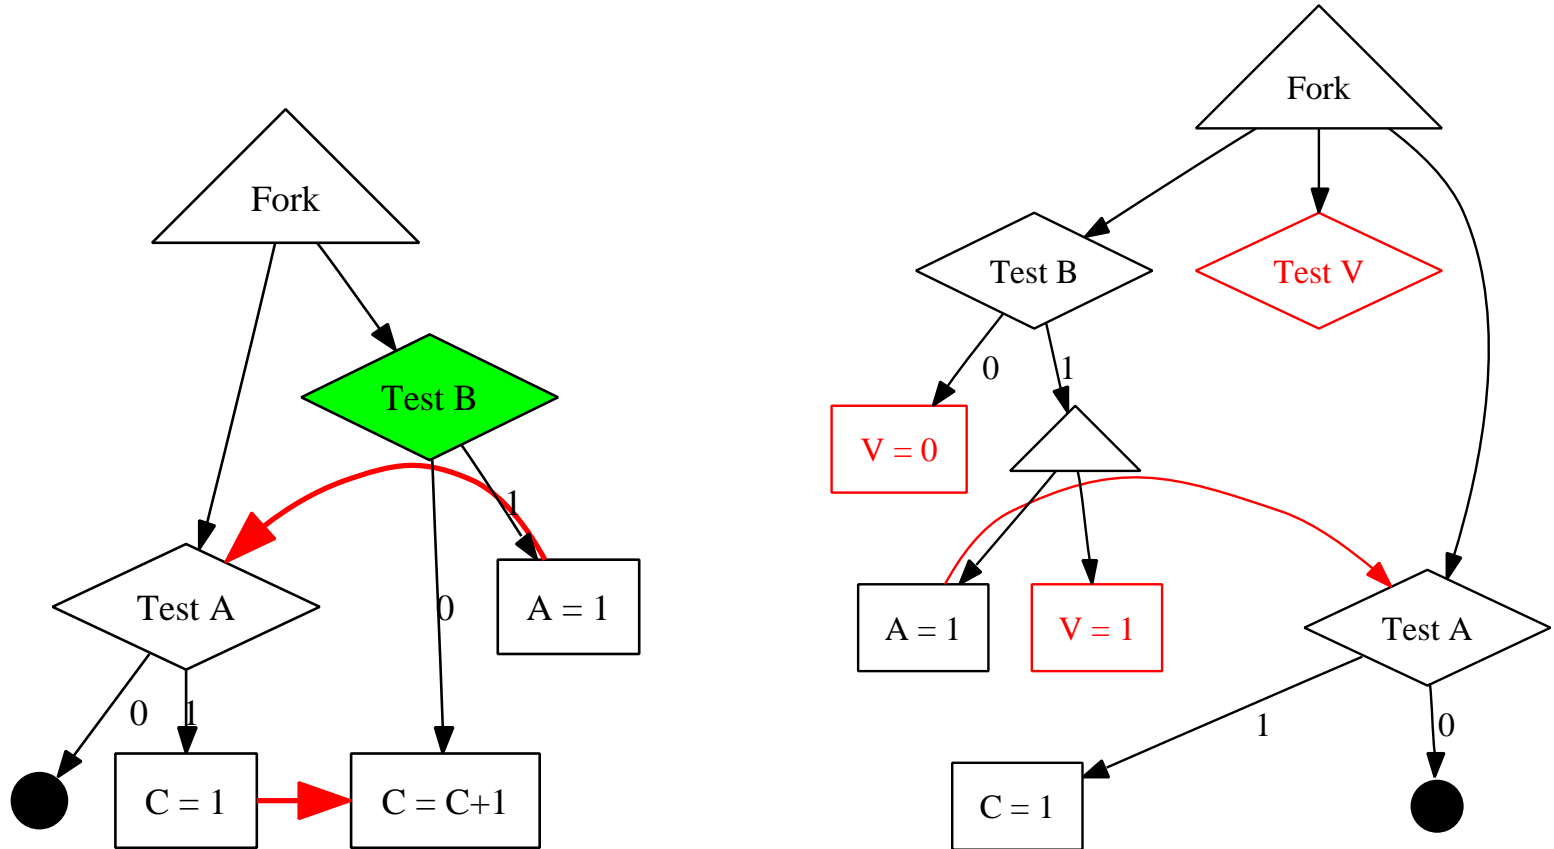 Fork
Test B
1
0
Test A
A = 1
0
1
C = 1
C = C+1
Fork
Test B
Test V
0
1
V = 0
A = 1
V = 1
Test A
1
0
C = 1